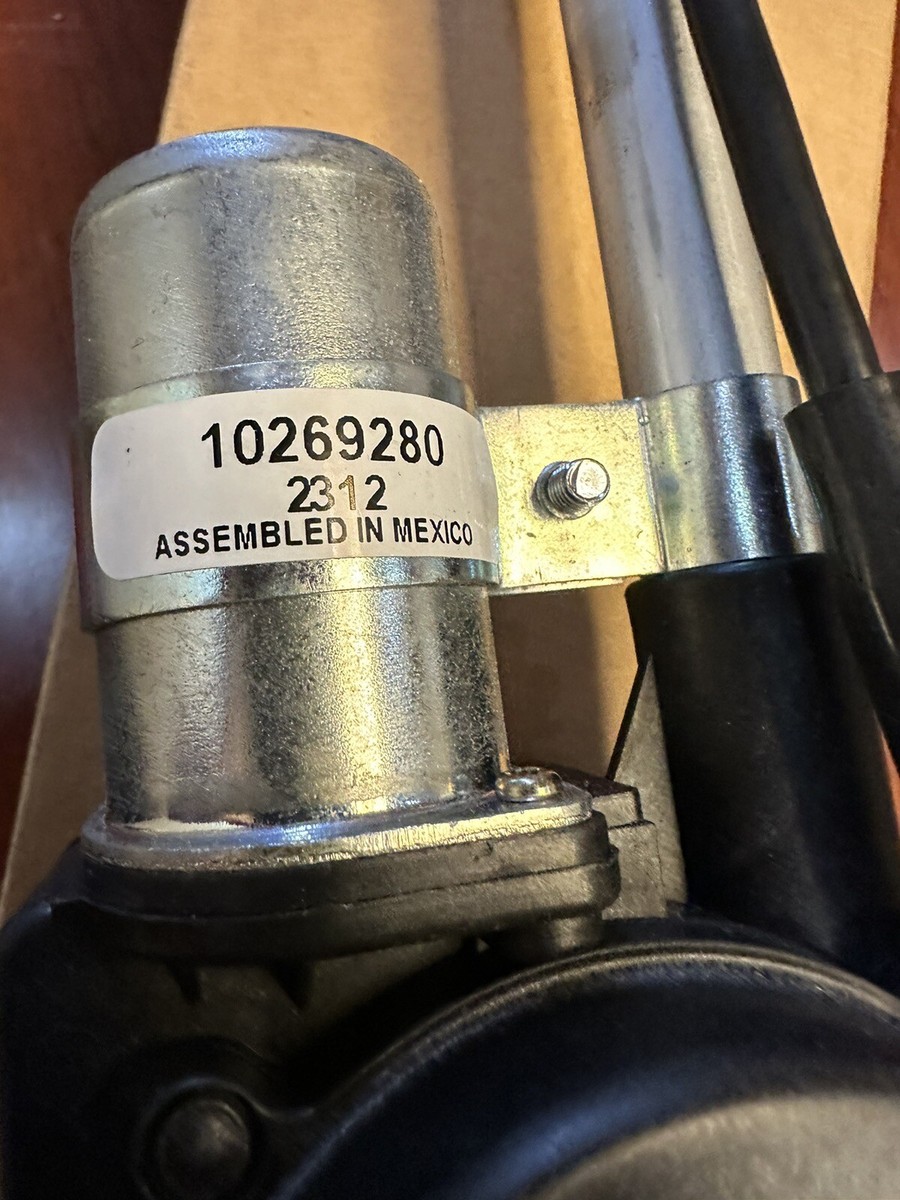 10269280
2312
ASSEMBLED IN MEXICO